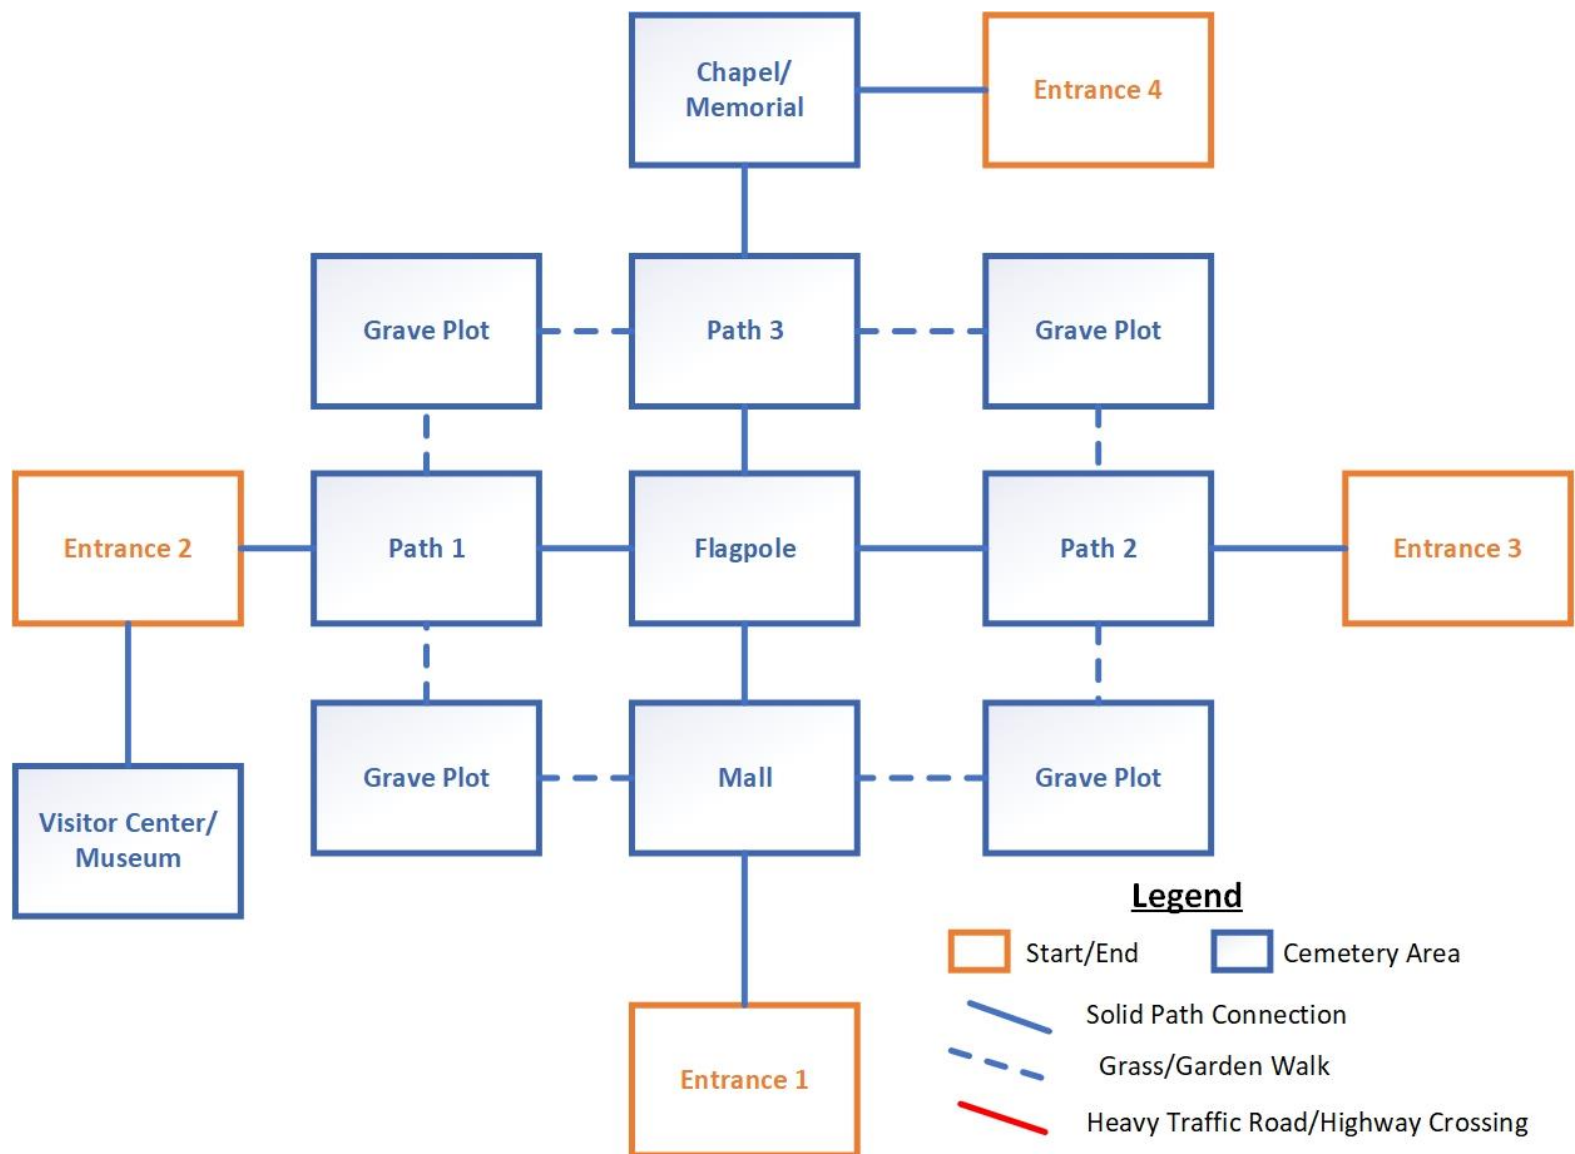 Chapel/
Memorial
Entrance 4
Grave Plot
Path 3
Grave Plot
Entrance 2
Path 1
Flagpole
Path 2
Entrance 3
Grave Plot
Mall
Grave Plot
Visitor Center/
Museum
Entrance 1
Legend
Start/End
Cemetery Area
Solid Path Connection
Grass/Garden Walk
Heavy Traffic Road/Highway Crossing